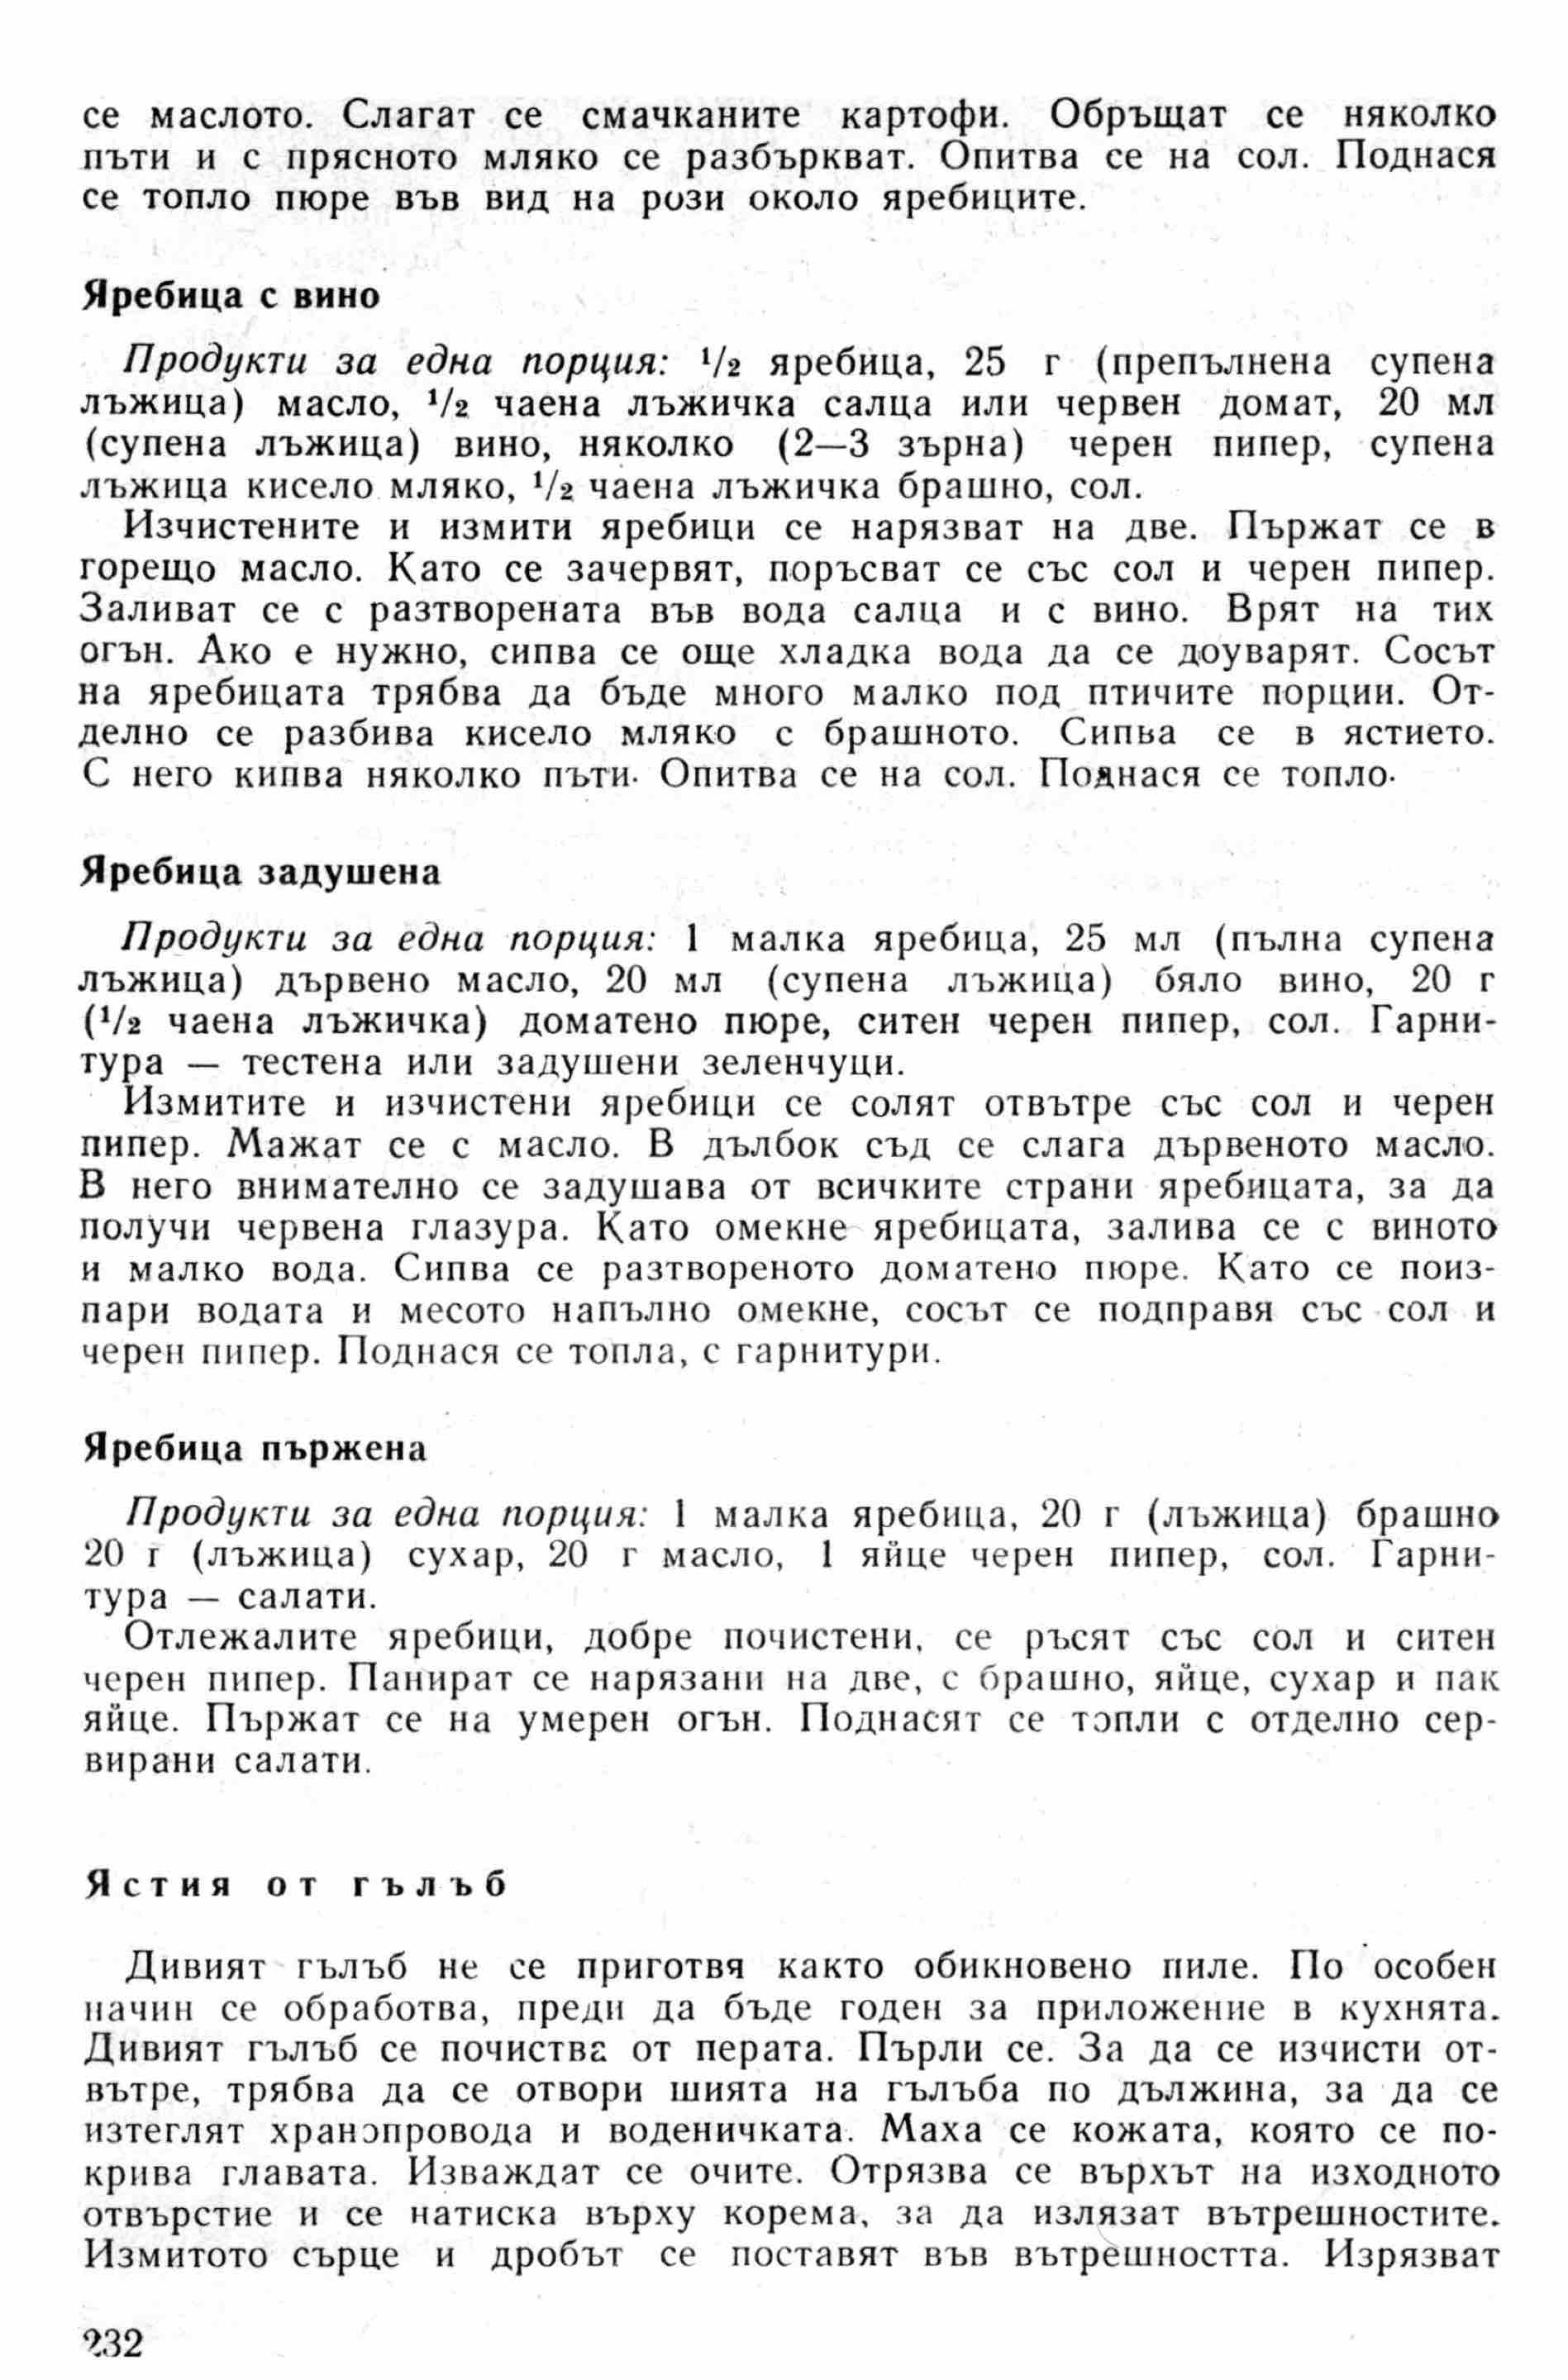 се маслото. Слагат се смачканите картофи. Обръщат се няколко
пъти и с прясното мляко се разбъркват. Опитва се на сол. Поднася
се топло пюре във вид на рози около яребиците.
Яребица с вино
Продукти за една порция: 1/2 яребица, 25 г (препълнена супена
лъжица) масло, 1/2 чаена лъжичка салца или червен домат, 20 мл
(супена лъжица) вино, няколко (2—3 зърна) черен пипер, супена
лъжица кисело мляко, 1/2 чаена лъжичка брашно, сол.
Изчистените и измити яребици се нарязват на две. Пържат се в
горещо масло. Като се зачервят, поръсват се със сол и черен пипер.
Заливат се с разтворената във вода салца и с вино. Врят на тих
огън. Ако е нужно, сипва се още хладка вода да се доуварят. Сосът
на яребицата трябва да бъде много малко под птичите порции. От-
делно се разбива кисело мляко с брашното. Сипва се в ястието.
С него кипва няколко пъти. Опитва се на сол. Поднася се топло.
Яребица задушена
Продукти за една порция: 1 малка яребица, 25 мл (пълна супена
лъжица) дървено масло, 20 мл (супена лъжица) бяло вино, 20 г
(1/2 чаена лъжичка) доматено пюре, ситен черен пипер, сол. Гарни-
тура — тестена или задушени зеленчуци.
Измитите и изчистени яребици се солят отвътре със сол и черен
пипер. Мажат се с масло. В дълбок съд се слага дървеното масло.
В него внимателно се задушава от всичките страни яребицата, за да
получи червена глазура. Като омекне яребицата, залива се с виното
и малко вода. Сипва се разтвореното доматено пюре. Като се поиз-
пари водата и месото напълно омекне, сосът се подправя със сол и
черен пипер. Поднася се топла, с гарнитури.
Яребица пържена
Продукти за една порция: 1 малка яребица, 20 г (лъжица) брашно
20 г (лъжица) сухар, 20 г масло, 1 яйце черен пипер, сол. Гарни-
тура — салати.
Отлежалите яребици, добре почистени, се ръсят със сол и ситен
черен пипер. Панират се нарязани на две, с брашно, яйце, сухар и пак
яйце. Пържат се на умерен огън. Поднасят се топли с отделно сер-
вирани салати.
Ястия от гълъб
Дивият гълъб не се приготвя както обикновено пиле. По особен
начин се обработва, преди да бъде годен за приложение в кухнята.
Дивият гълъб се почиства от перата. Пърли се. За да се изчисти от-
вътре, трябва да се отвори шията на гълъба по дължина, за да се
изтеглят хранопровода и воденичката. Маха се кожата, която се по-
крива главата. Изваждат се очите. Отрязва се върхът на изходното
отвърстие и се натиска върху корема, за да излязат вътрешностите.
Измитото сърце и дробът се поставят във вътрешността. Изрязват
232